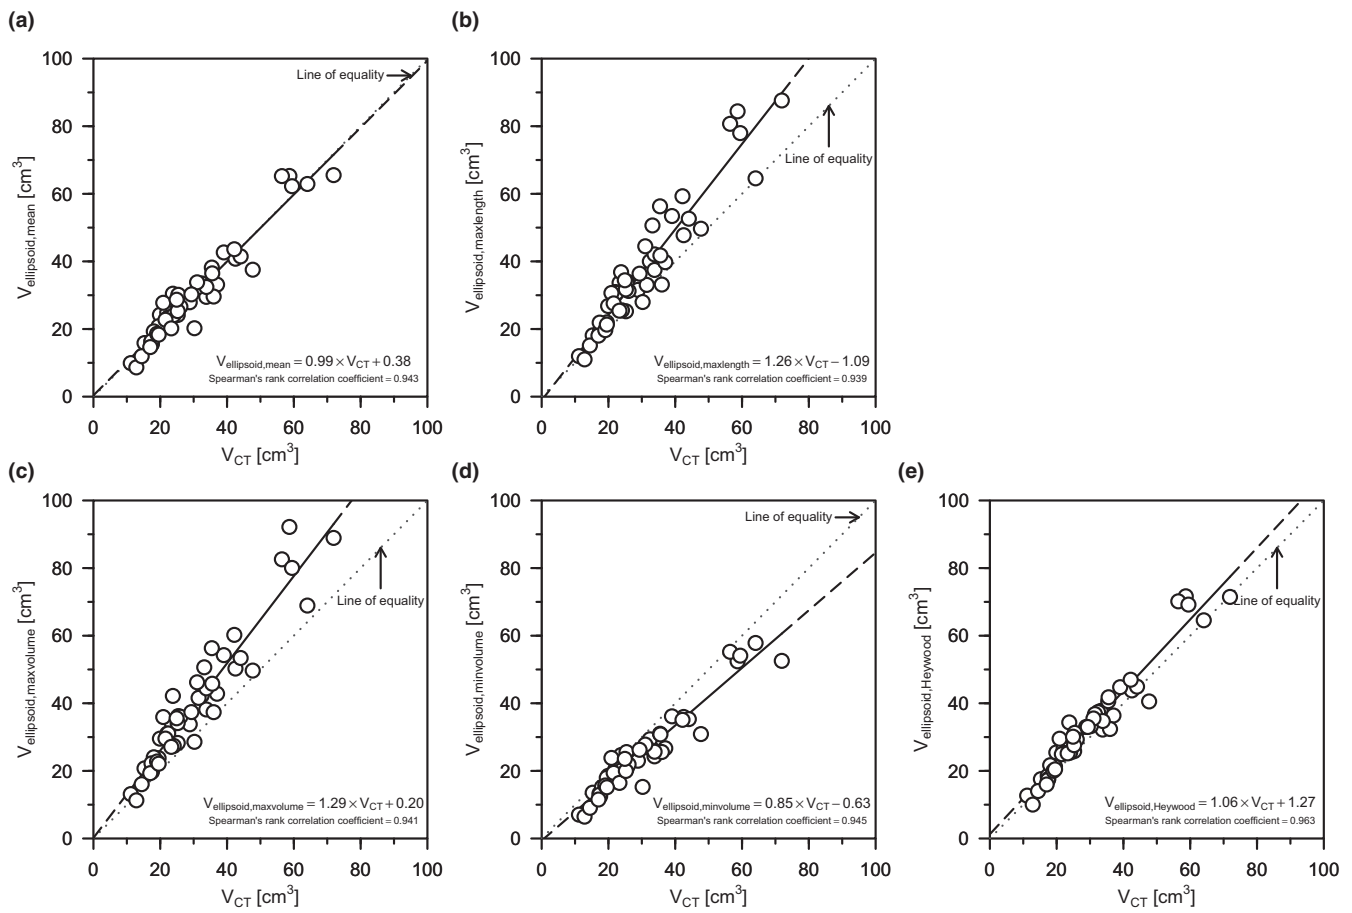 (a)
100
80
60
40
20
0
0 20 40 60 80 100
V_ellipsoid,mean [cm³]
V_CT [cm³]
Line of equality
V_ellipsoid,mean = 0.99 × V_CT + 0.38
Spearman's rank correlation coefficient = 0.943
(b)
100
80
60
40
20
0
0 20 40 60 80 100
V_ellipsoid,maxlength [cm³]
V_CT [cm³]
Line of equality
V_ellipsoid,maxlength = 1.26 × V_CT − 1.09
Spearman's rank correlation coefficient = 0.939
(c)
100
80
60
40
20
0
0 20 40 60 80 100
V_ellipsoid,maxvolume [cm³]
V_CT [cm³]
Line of equality
V_ellipsoid,maxvolume = 1.29 × V_CT + 0.20
Spearman's rank correlation coefficient = 0.941
(d)
100
80
60
40
20
0
0 20 40 60 80 100
V_ellipsoid,minvolume [cm³]
V_CT [cm³]
Line of equality
V_ellipsoid,minvolume = 0.85 × V_CT − 0.63
Spearman's rank correlation coefficient = 0.945
(e)
100
80
60
40
20
0
0 20 40 60 80 100
V_ellipsoid,Heywood [cm³]
V_CT [cm³]
Line of equality
V_ellipsoid,Heywood = 1.06 × V_CT + 1.27
Spearman's rank correlation coefficient = 0.963